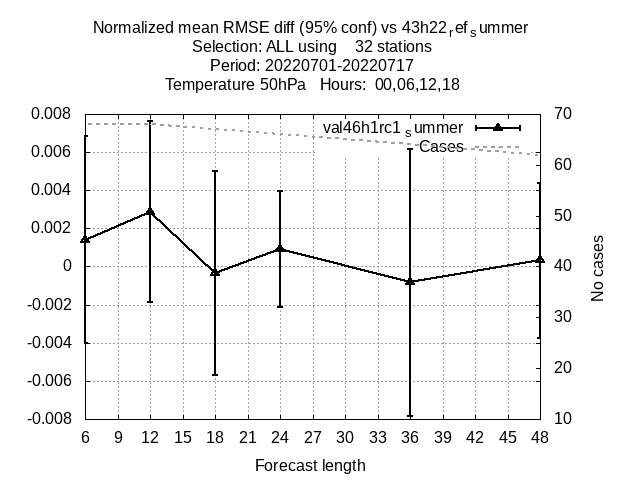 Normalized mean RMSE diff (95% conf) vs 43h22refsummer
Selection: ALL using 32 stations
Period: 20220701-20220717
Temperature 50hPa Hours: 00,06,12,18
0.008
0.006
0.004
0.002
0
-0.002
-0.004
-0.006
-0.008
val46h1rc1summer
Cases
70
60
50
40
30
20
10
No cases
6 9 12 15 18 21 24 27 30 33 36 39 42 45 48
Forecast length